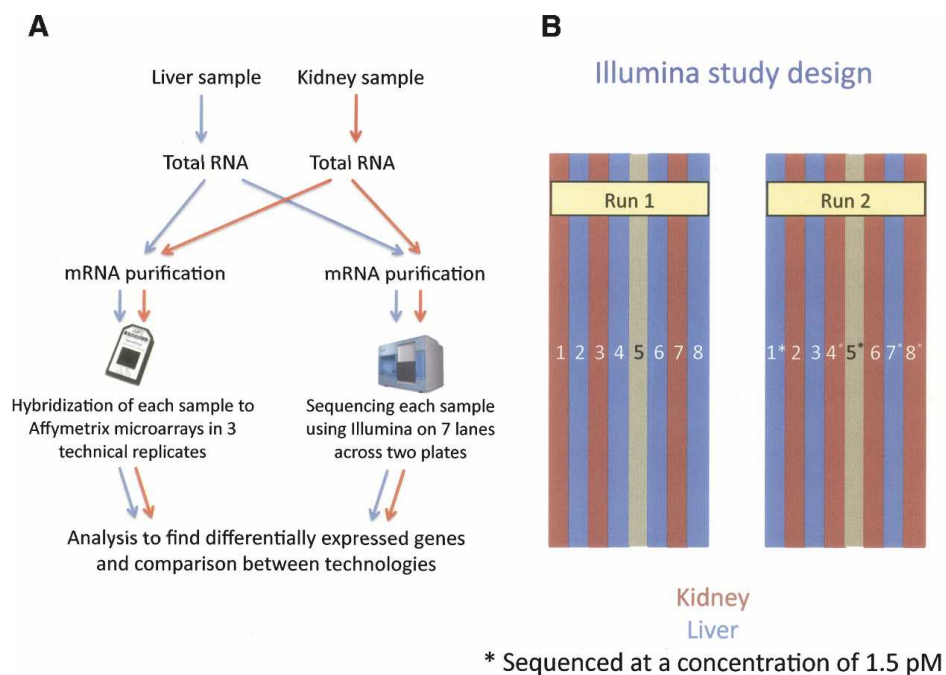 A
Liver sample
Kidney sample
Total RNA
Total RNA
mRNA purification
mRNA purification
Hybridization of each sample to
Affymetrix microarrays in 3
technical replicates
Sequencing each sample
using Illumina on 7 lanes
across two plates
Analysis to find differentially expressed genes
and comparison between technologies
B
Illumina study design
Run 1
1 2 3 4 5 6 7 8
Run 2
1* 2 3 4* 5* 6 7* 8*
Kidney
Liver
* Sequenced at a concentration of 1.5 pM